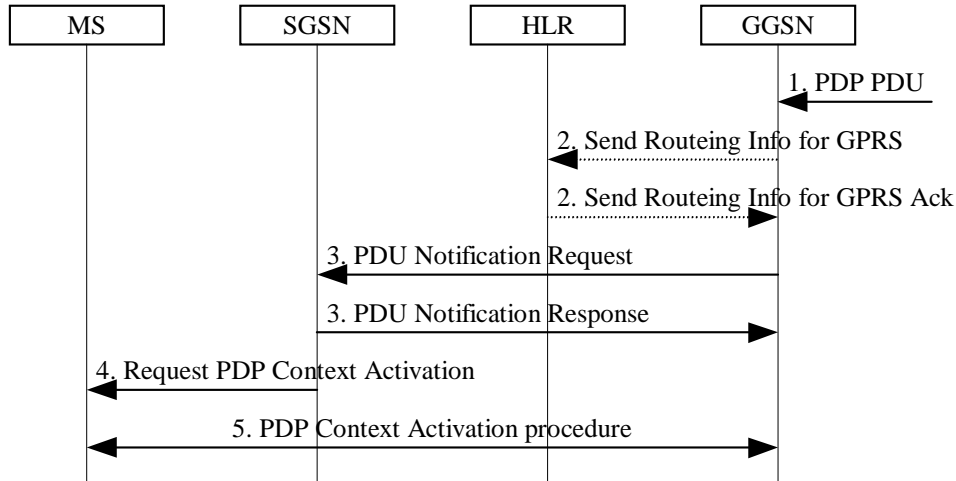 MS
SGSN
HLR
GGSN
1. PDP PDU
2. Send Routeing Info for GPRS
2. Send Routeing Info for GPRS Ack
3. PDU Notification Request
3. PDU Notification Response
4. Request PDP Context Activation
5. PDP Context Activation procedure